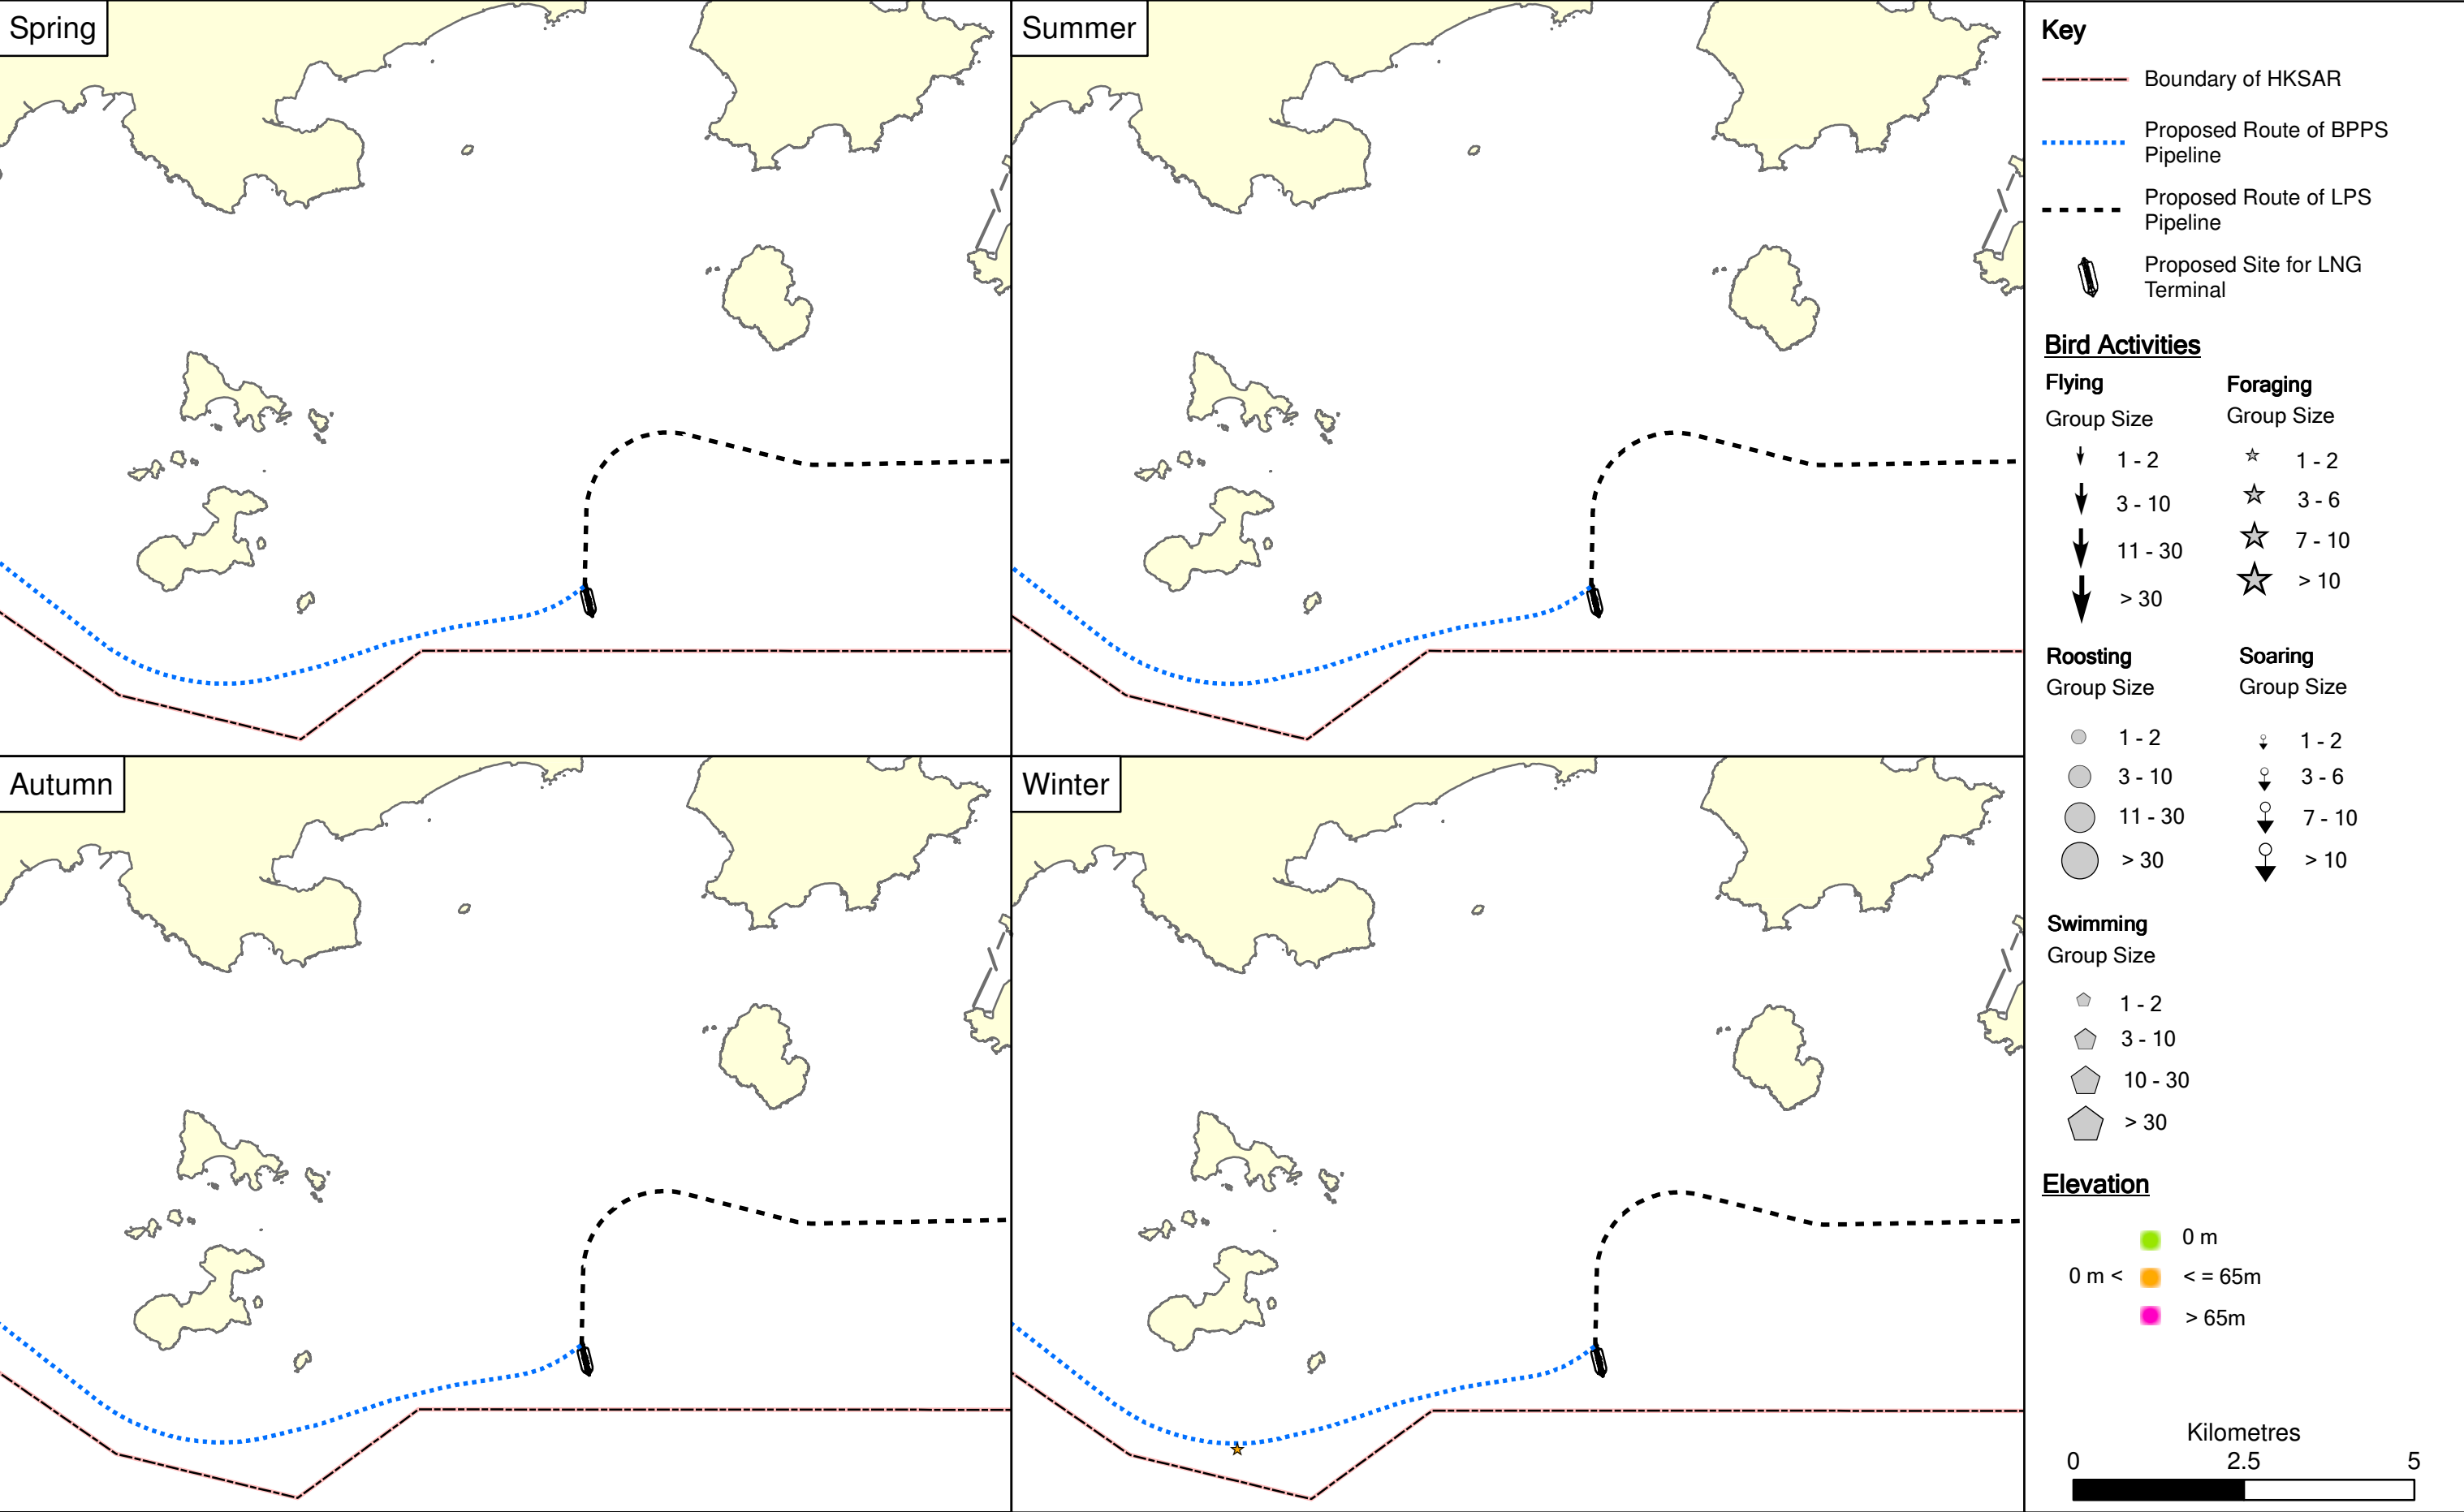 Spring
Summer
Autumn
Winter
Key
Boundary of HKSAR
Proposed Route of BPPS
Pipeline
Proposed Route of LPS
Pipeline
Proposed Site for LNG
Terminal
Bird Activities
Flying
Group Size
1 - 2
3 - 10
11 - 30
> 30
Foraging
Group Size
1 - 2
3 - 6
7 - 10
> 10
Roosting
Group Size
1 - 2
3 - 10
11 - 30
> 30
Soaring
Group Size
1 - 2
3 - 6
7 - 10
> 10
Swimming
Group Size
1 - 2
3 - 10
10 - 30
> 30
Elevation
0 m
0 m < < = 65m
> 65m
Kilometres
0 2.5 5